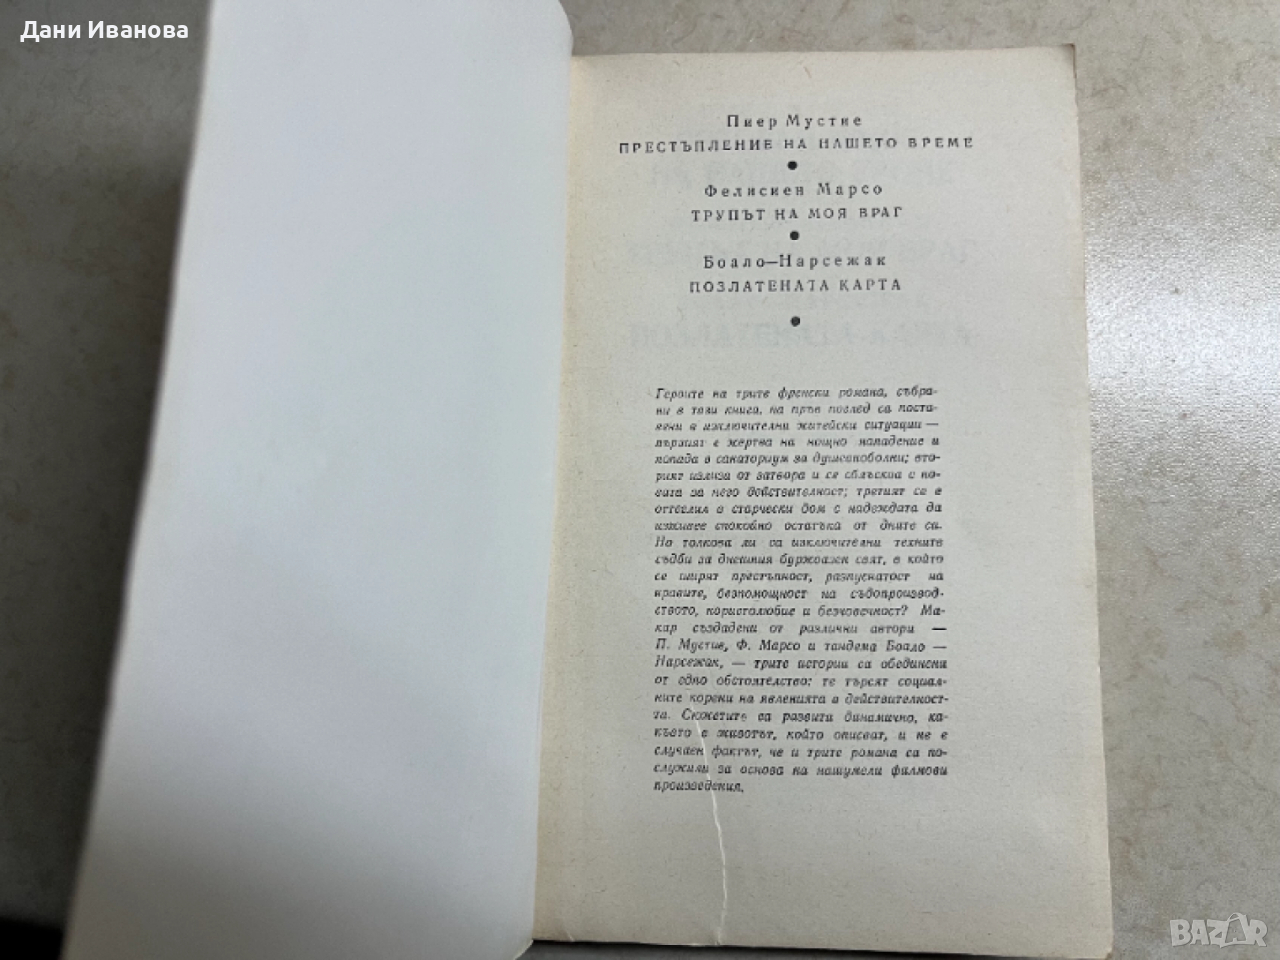 Дани Иванова
Пиер Мустие
ПРЕСТЪПЛЕНИЕ НА НАШЕТО ВРЕМЕ
●
Фелисиен Марсо
ТРУПЪТ НА МОЯ ВРАГ
●
Боало—Нарсежак
ПОЗЛАТЕНАТА КАРТА
●
Героите на трите френски романа, събра-
ни в тази книга, на пръв поглед са поста-
вени в изключителни житейски ситуации —
първият е жертва на нощно нападение и
попада в санаториум за душевноболни; вто-
рият излиза от затвора и се сблъсква с но-
вата за него действителност; третият се е
оттеглил в старчески дом с надеждата да
изживее спокойно остатъка от дните си.
Но толкова ли са изключителни техните
съдби за днешния буржоазен свят, в който
се ширят престъпност, разпуснатост на
нравите, безпомощност на съдопроизвод-
ството, користолюбие и безчовечност? Ма-
кар създадени от различни автори —
П. Мустие, Ф. Марсо и тандема Боало —
Нарсежак, — трите истории са обединени
от едно обстоятелство: те търсят социал-
ните корени на явленията в действителност-
та. Сюжетите са развити динамично, ка-
къвто е животът, който описват, и не е
случаен фактът, че и трите романа са по-
служили за основа на нашумели филмови
произведения.
BAZAR